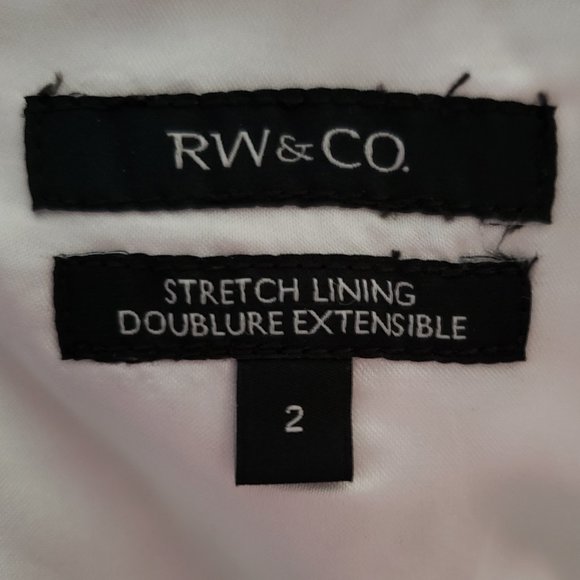 RW&CO.
STRETCH LINING
DOUBLURE EXTENSIBLE
2